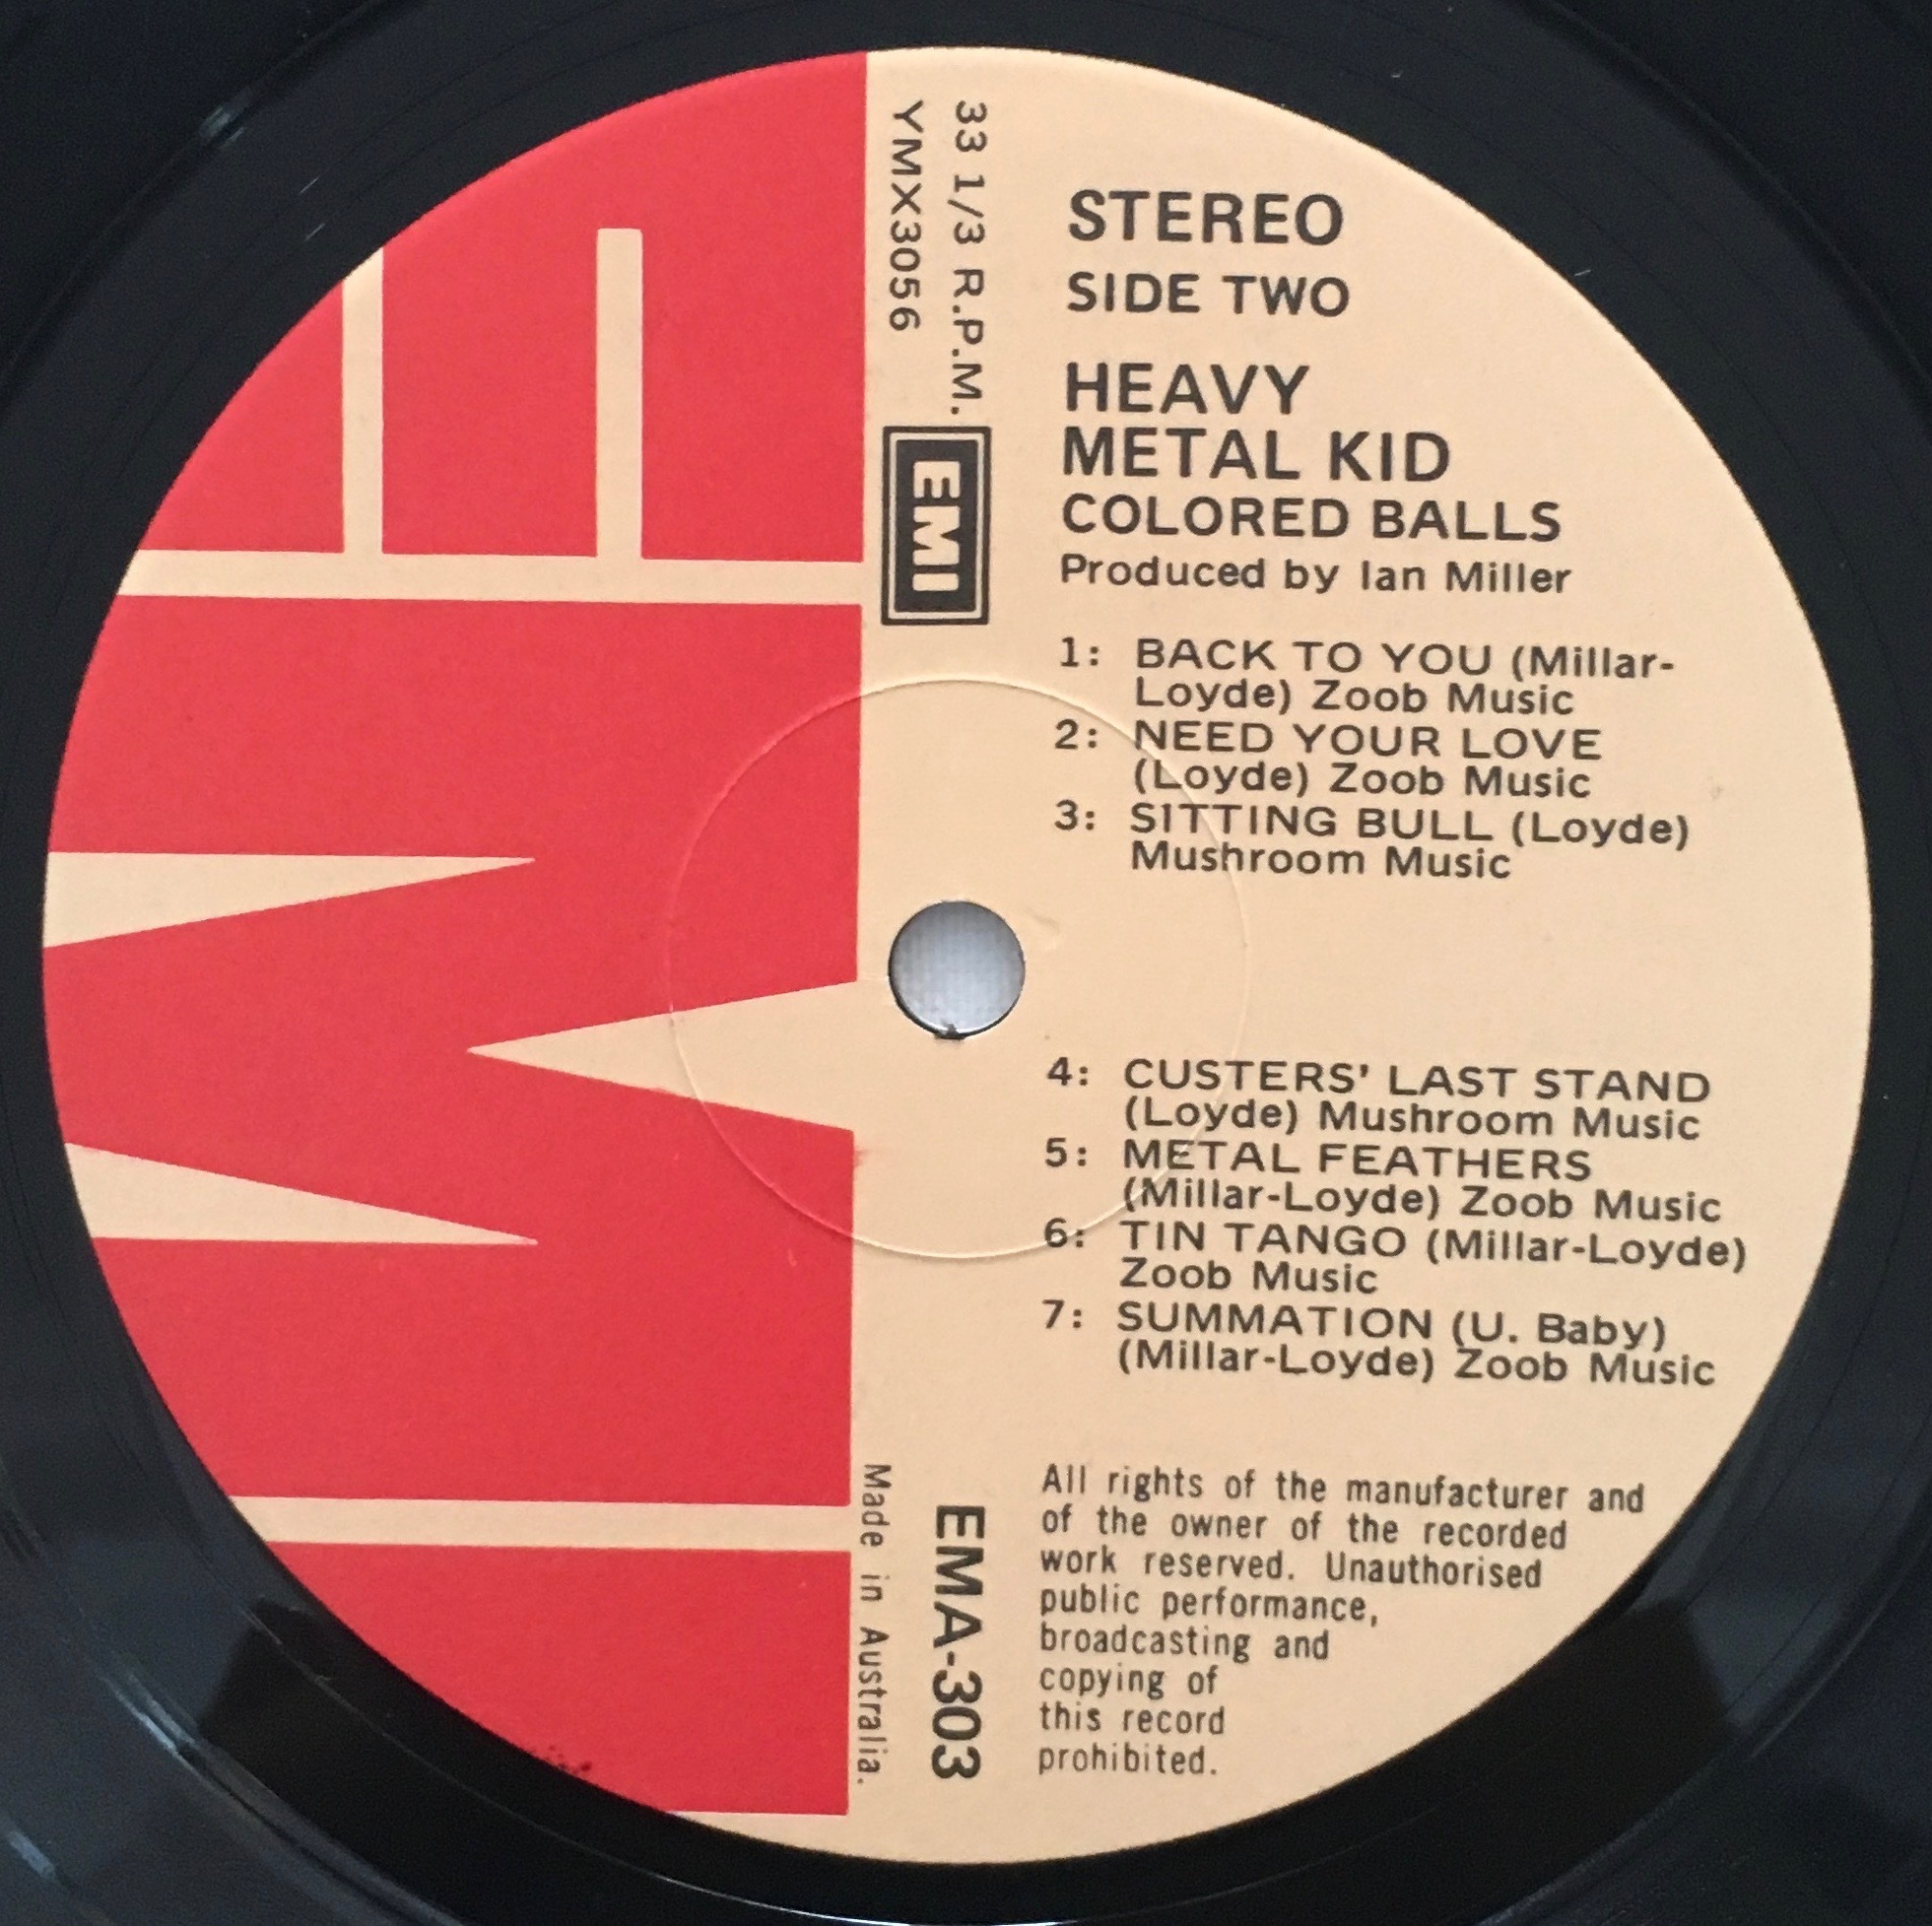 33 1/3 R.P.M.
YMX3056
EMI
STEREO
SIDE TWO
HEAVY
METAL KID
COLORED BALLS
Produced by Ian Miller
1: BACK TO YOU (Millar-
Loyde) Zoob Music
2: NEED YOUR LOVE
(Loyde) Zoob Music
3: SITTING BULL (Loyde)
Mushroom Music
4: CUSTERS' LAST STAND
(Loyde) Mushroom Music
5: METAL FEATHERS
(Millar-Loyde) Zoob Music
6: TIN TANGO (Millar-Loyde)
Zoob Music
7: SUMMATION (U. Baby)
(Millar-Loyde) Zoob Music
EMA-303
Made in Australia.
All rights of the manufacturer and
of the owner of the recorded
work reserved. Unauthorised
public performance,
broadcasting and
copying of
this record
prohibited.